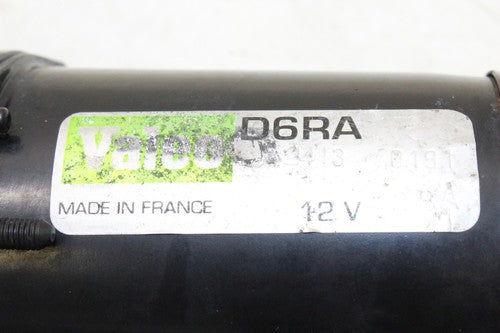 Valeo D6RA
MADE IN FRANCE 12 V